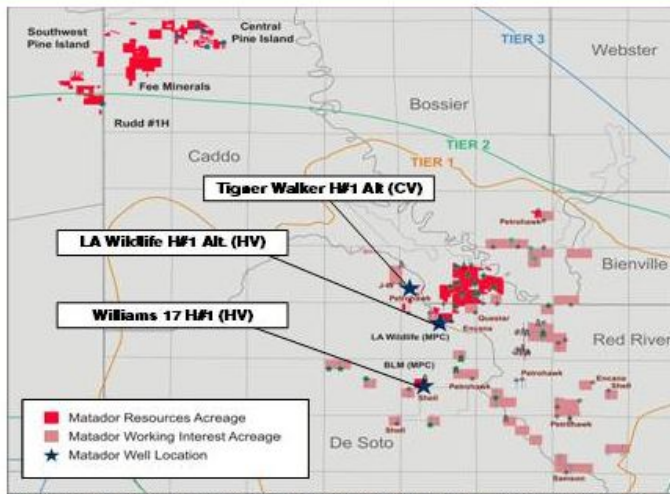 Southwest
Pine Island
Central
Pine Island
TIER 3
Webster
Fee Minerals
Bossier
Rudd #1H
TIER 2
Caddo
TIER 1
Tigner Walker H#1 Alt (CV)
Petrohawk
LA Wildlife H#1 Alt. (HV)
Bienville
J-W
Petrohawk
Questar
Encana
Williams 17 H#1 (HV)
LA Wildlife (MPC)
Red River
BLM (MPC)
Petrohawk
Petrohawk
Encana
Shell
Shell
Matador Resources Acreage
Matador Working Interest Acreage
Matador Well Location
Shell
De Soto
Petrohawk
Samson